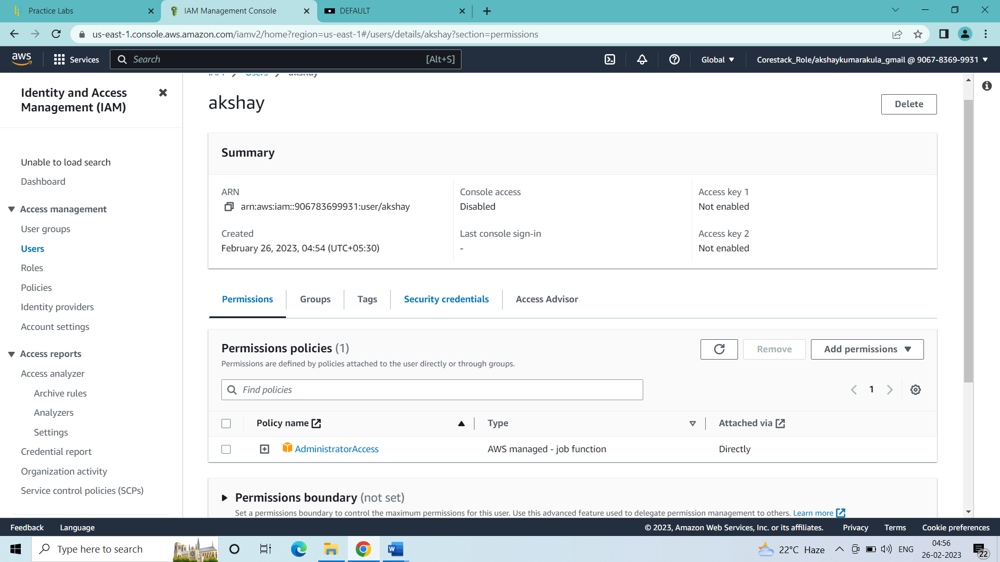 Practice Labs
IAM Management Console
DEFAULT
us-east-1.console.aws.amazon.com/iamv2/home?region=us-east-1#/users/details/akshay?section=permissions
aws
Services
Search
[Alt+S]
Global
Corestack_Role/akshaykumarakula_gmail @ 9067-8369-9931
Identity and Access
Management (IAM)
Unable to load search
Dashboard
Access management
User groups
Users
Roles
Policies
Identity providers
Account settings
Access reports
Access analyzer
Archive rules
Analyzers
Settings
Credential report
Organization activity
Service control policies (SCPs)
IAM
Users
akshay
akshay
Delete
Summary
ARN
arn:aws:iam::906783699931:user/akshay
Created
February 26, 2023, 04:54 (UTC+05:30)
Console access
Disabled
Last console sign-in
-
Access key 1
Not enabled
Access key 2
Not enabled
Permissions
Groups
Tags
Security credentials
Access Advisor
Permissions policies (1)
Permissions are defined by policies attached to the user directly or through groups.
Remove
Add permissions
Find policies
1
Policy name
Type
Attached via
AdministratorAccess
AWS managed - job function
Directly
Permissions boundary (not set)
Set a permissions boundary to control the maximum permissions for this user. Use this advanced feature used to delegate permission management to others. Learn more
Feedback
Language
© 2023, Amazon Web Services, Inc. or its affiliates.
Privacy
Terms
Cookie preferences
Type here to search
22°C Haze
ENG
04:56
26-02-2023
22